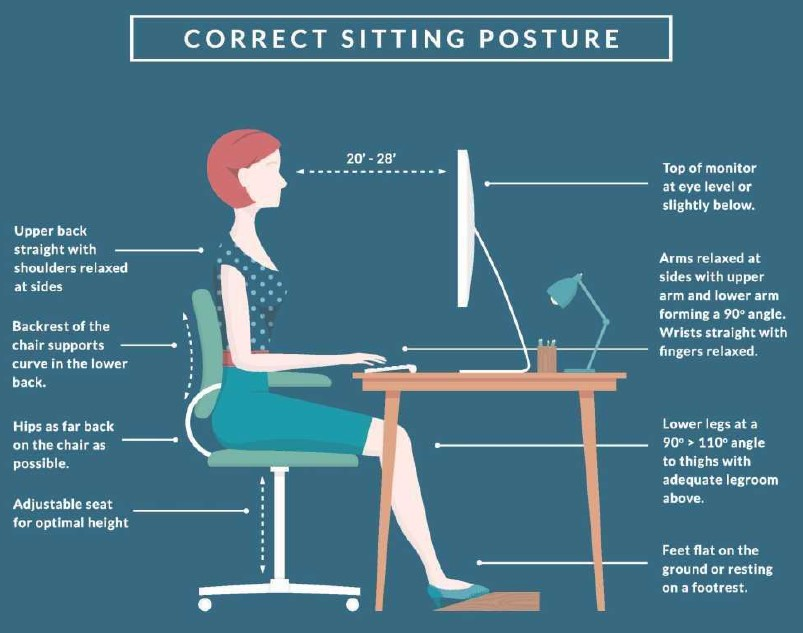 CORRECT SITTING POSTURE
20' - 28'
Top of monitor
at eye level or
slightly below.
Upper back
straight with
shoulders relaxed
at sides
Arms relaxed at
sides with upper
arm and lower arm
forming a 90° angle.
Wrists straight with
fingers relaxed.
Backrest of the
chair supports
curve in the lower
back.
Hips as far back
on the chair as
possible.
Lower legs at a
90° > 110° angle
to thighs with
adequate legroom
above.
Adjustable seat
for optimal height
Feet flat on the
ground or resting
on a footrest.